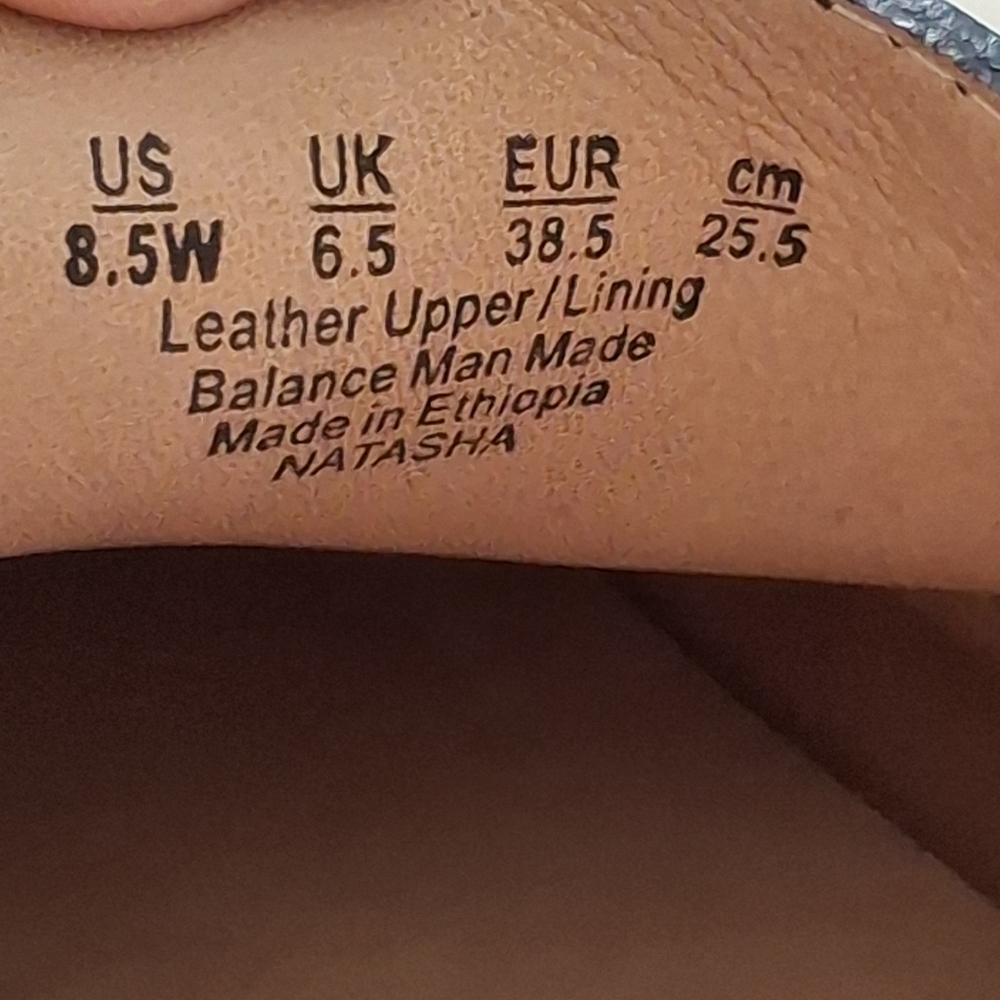 US UK EUR cm
8.5W 6.5 38.5 25.5
Leather Upper/Lining
Balance Man Made
Made in Ethiopia
NATASHA